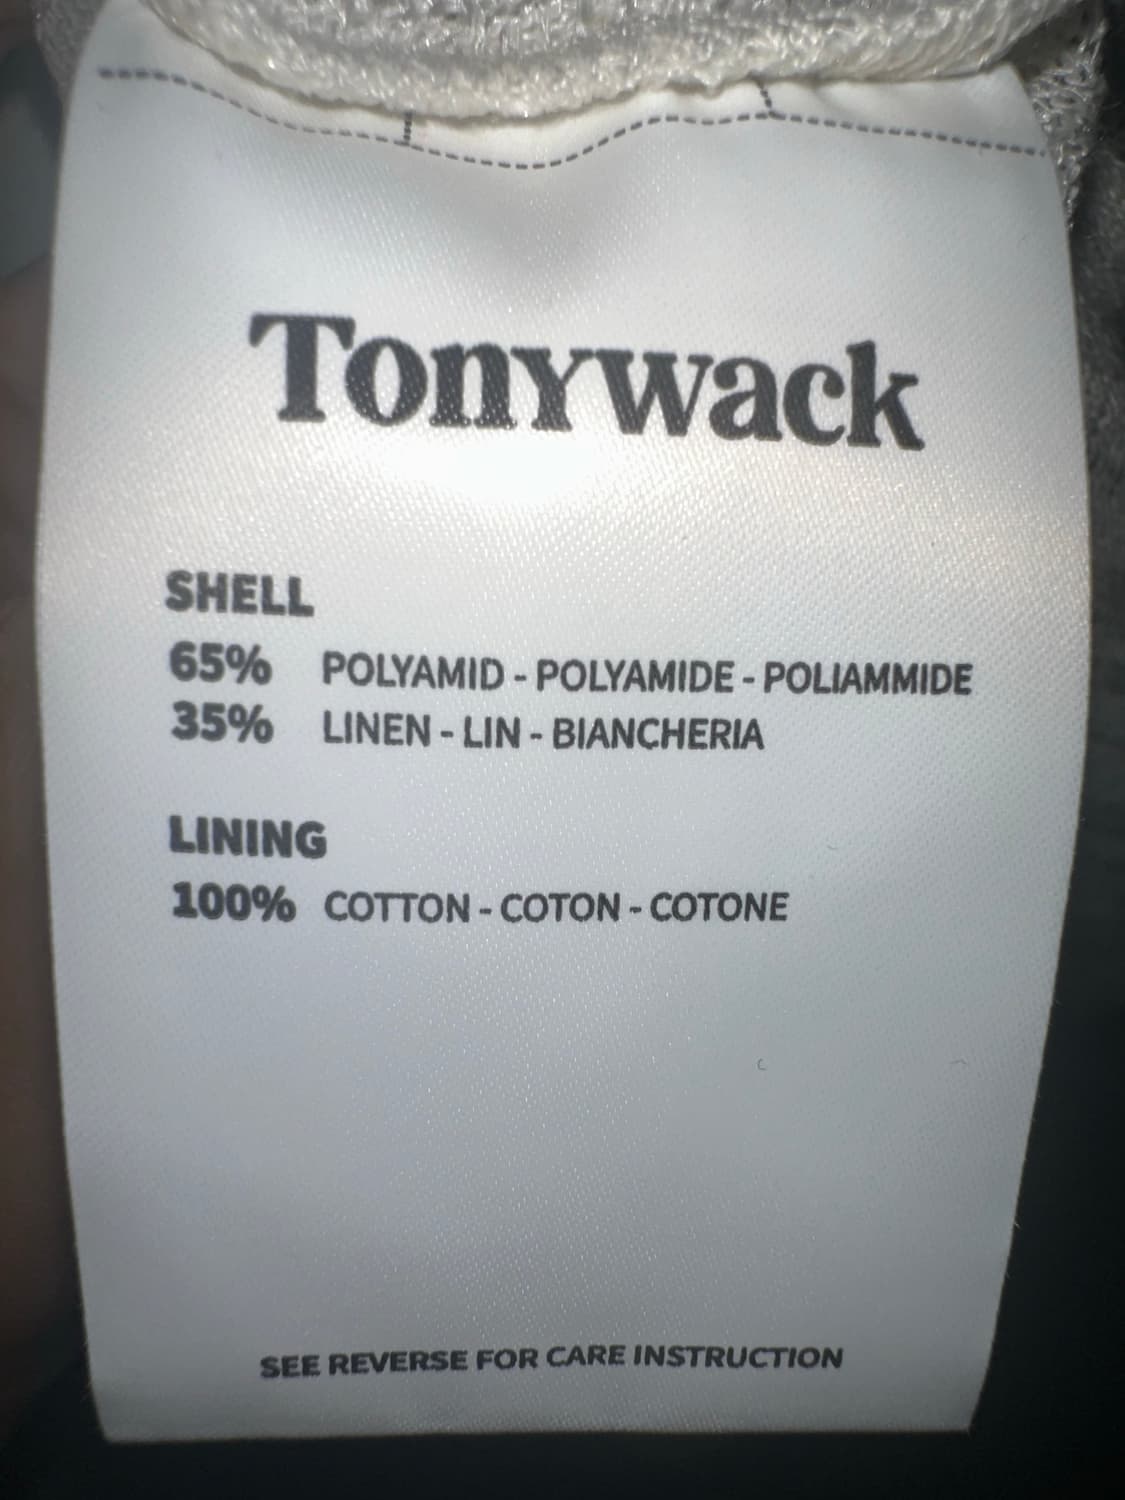 Tonywack
SHELL
65% POLYAMID - POLYAMIDE - POLIAMMIDE
35% LINEN - LIN - BIANCHERIA
LINING
100% COTTON - COTON - COTONE
SEE REVERSE FOR CARE INSTRUCTION